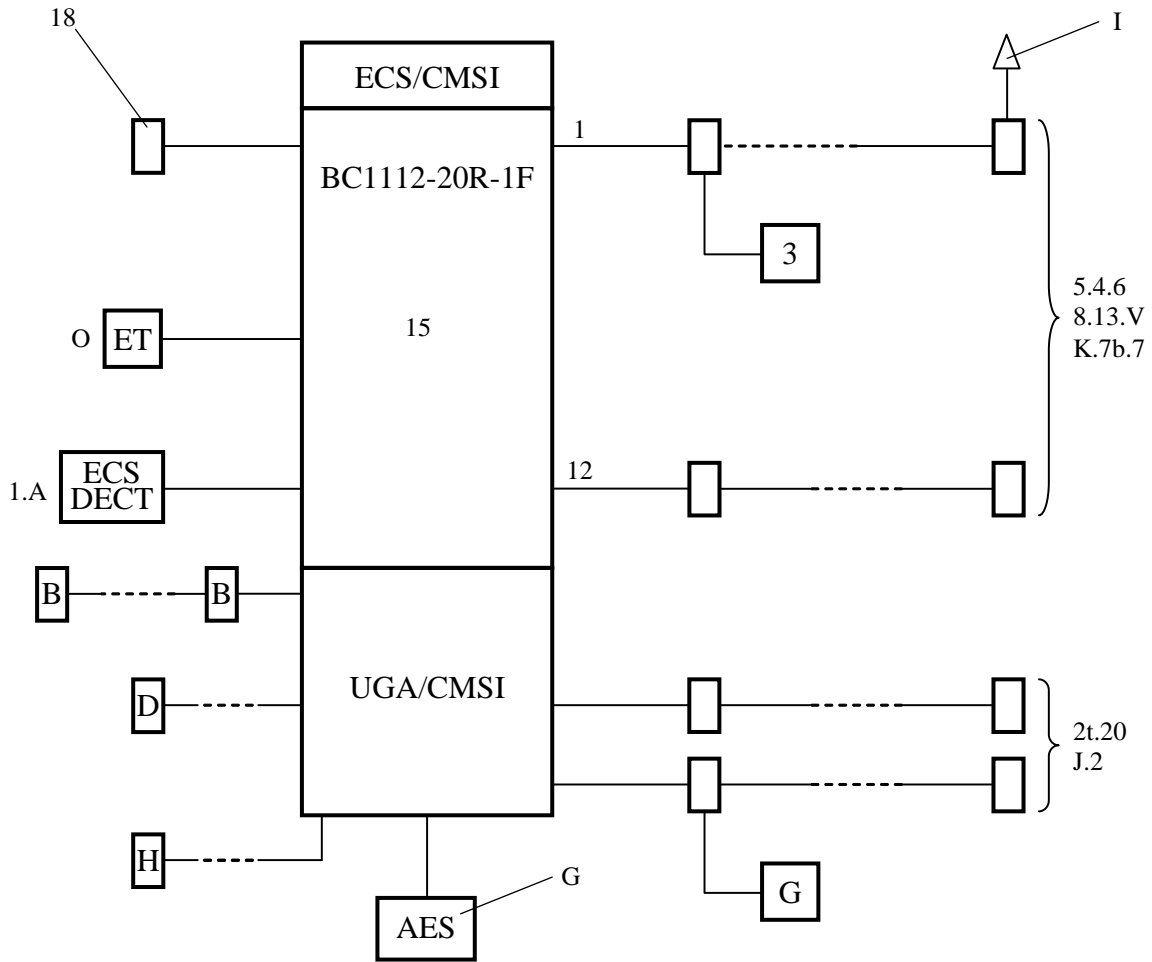 18
I
ECS/CMSI
1
BC1112-20R-1F
3
5.4.6
8.13.V
K.7b.7
15
O
ET
ECS
DECT
1.A
12
B
B
UGA/CMSI
D
2t.20
J.2
H
G
G
AES